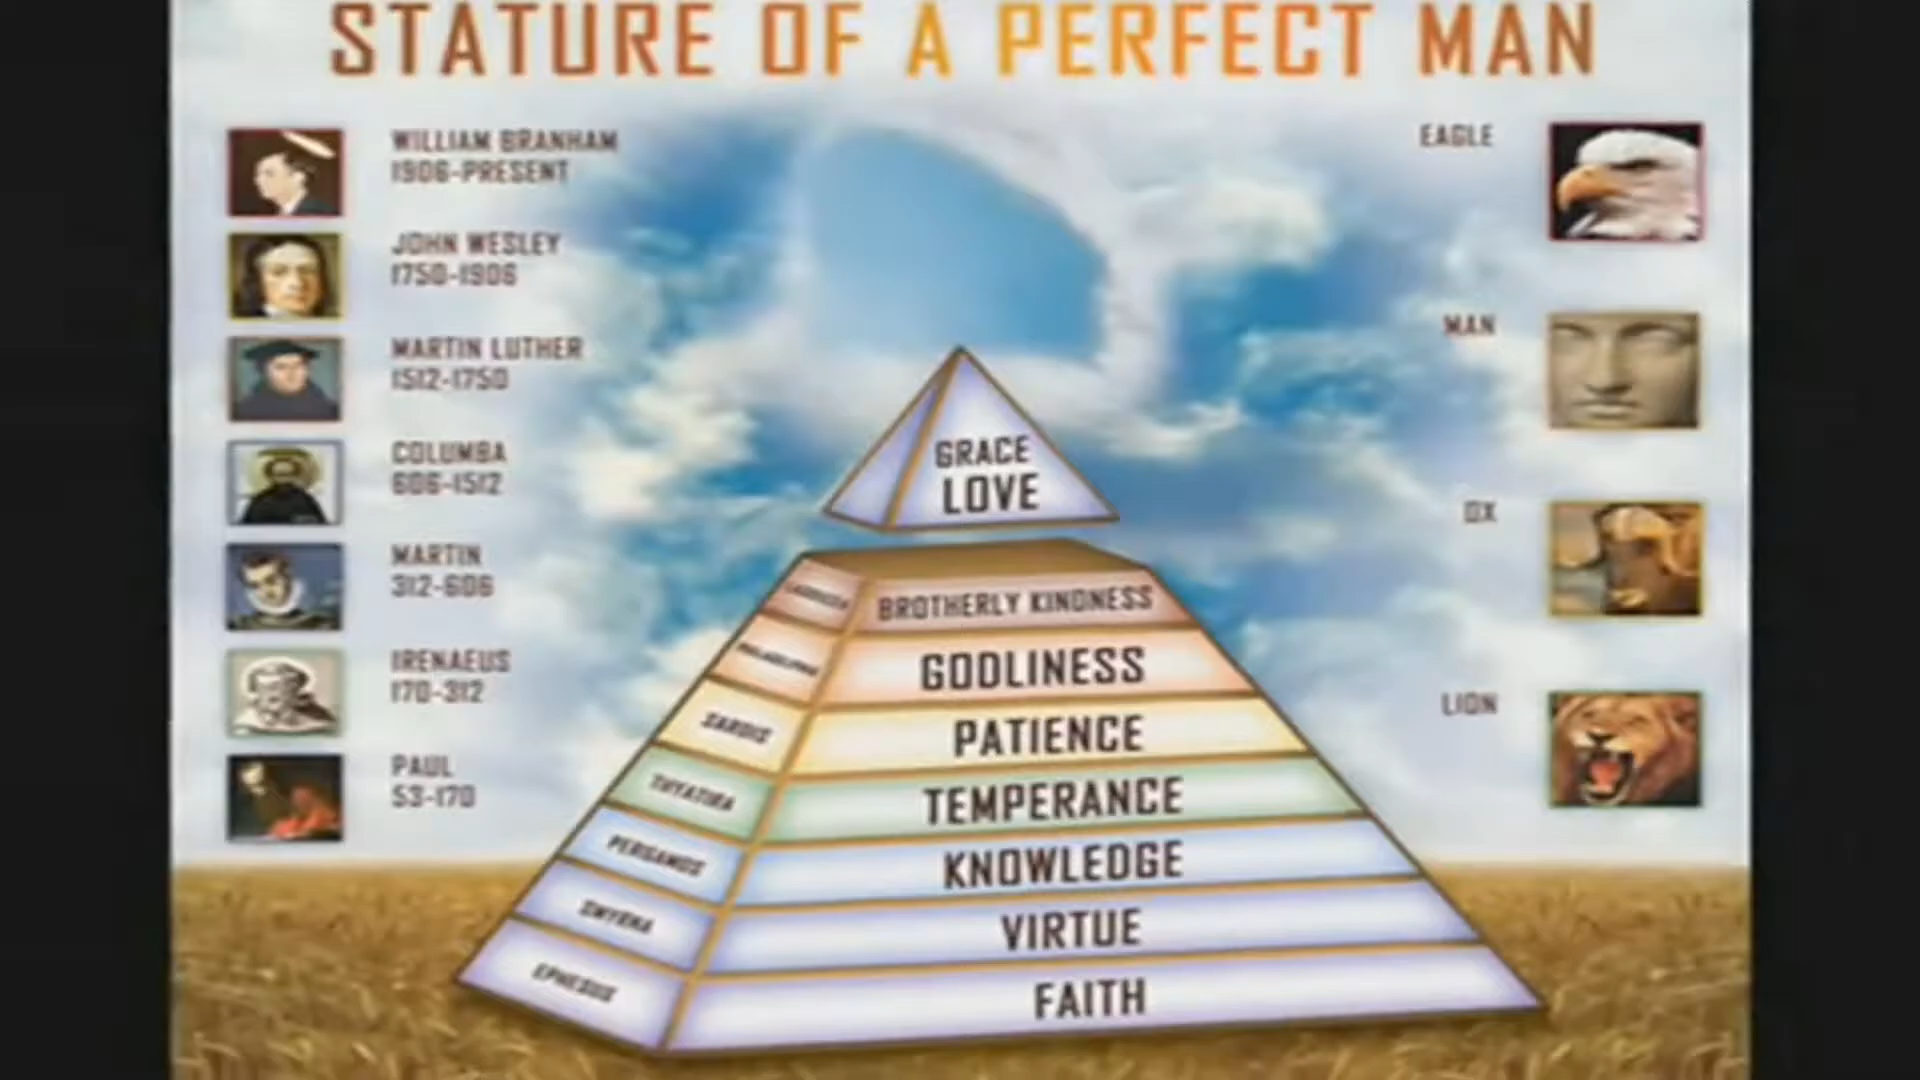 STATURE OF A PERFECT MAN
WILLIAM BRANHAM
1906-PRESENT
JOHN WESLEY
1750-1906
MARTIN LUTHER
1512-1750
COLUMBA
606-1512
MARTIN
312-606
IRENAEUS
170-312
PAUL
53-170
EAGLE
MAN
OX
LION
GRACE
LOVE
BROTHERLY KINDNESS
PHILADELPHIA
GODLINESS
SARDIS
PATIENCE
THYATIRA
TEMPERANCE
PERGAMOS
KNOWLEDGE
SMYRNA
VIRTUE
EPHESUS
FAITH